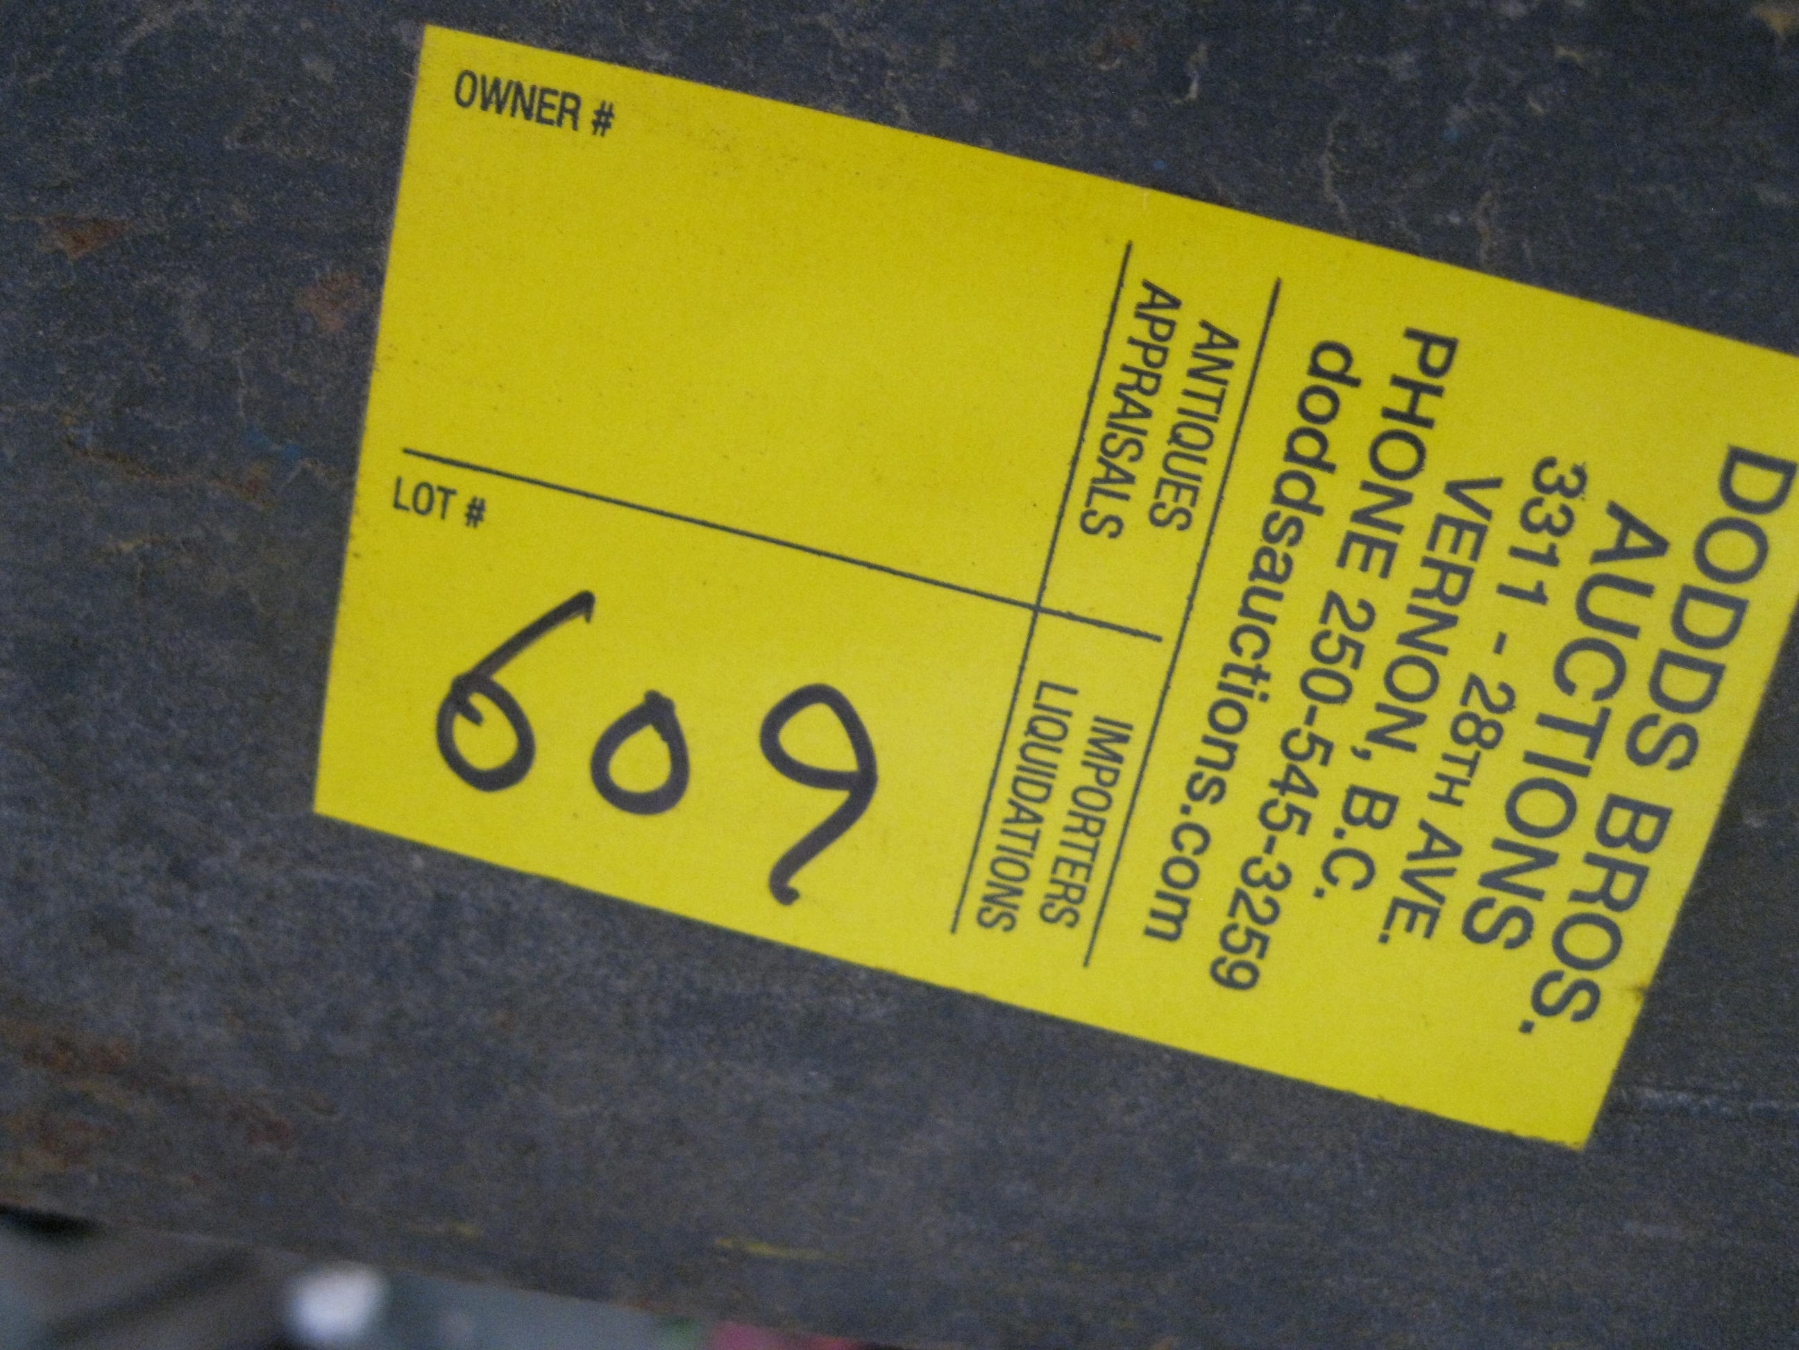 DODDS BROS.
AUCTIONS
3311 - 28TH AVE.
VERNON, B.C.
PHONE 250-545-3259
doddsauctions.com
ANTIQUES
APPRAISALS
IMPORTERS
LIQUIDATIONS
OWNER #
LOT #
609